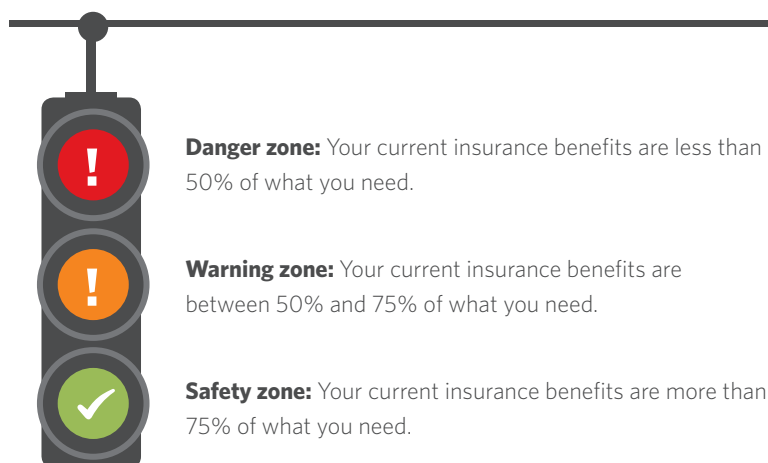 !
Danger zone: Your current insurance benefits are less than
50% of what you need.
!
Warning zone: Your current insurance benefits are
between 50% and 75% of what you need.
Safety zone: Your current insurance benefits are more than
75% of what you need.